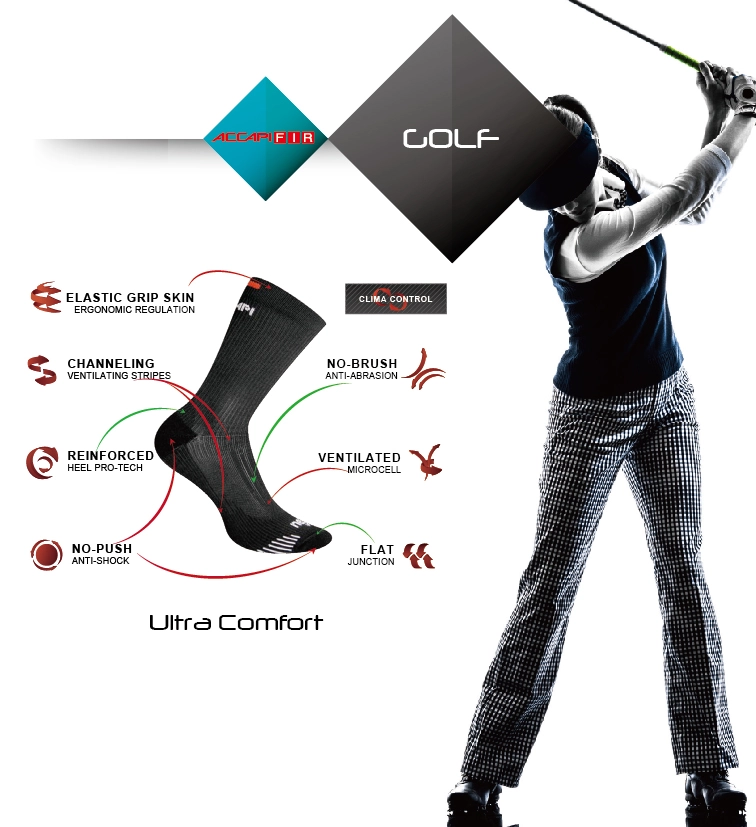 ACCAPI FIR
GOLF
ELASTIC GRIP SKIN
ERGONOMIC REGULATION
CLIMA CONTROL
CHANNELING
VENTILATING STRIPES
NO-BRUSH
ANTI-ABRASION
REINFORCED
HEEL PRO-TECH
VENTILATED
MICROCELL
NO-PUSH
ANTI-SHOCK
FLAT
JUNCTION
Ultra Comfort